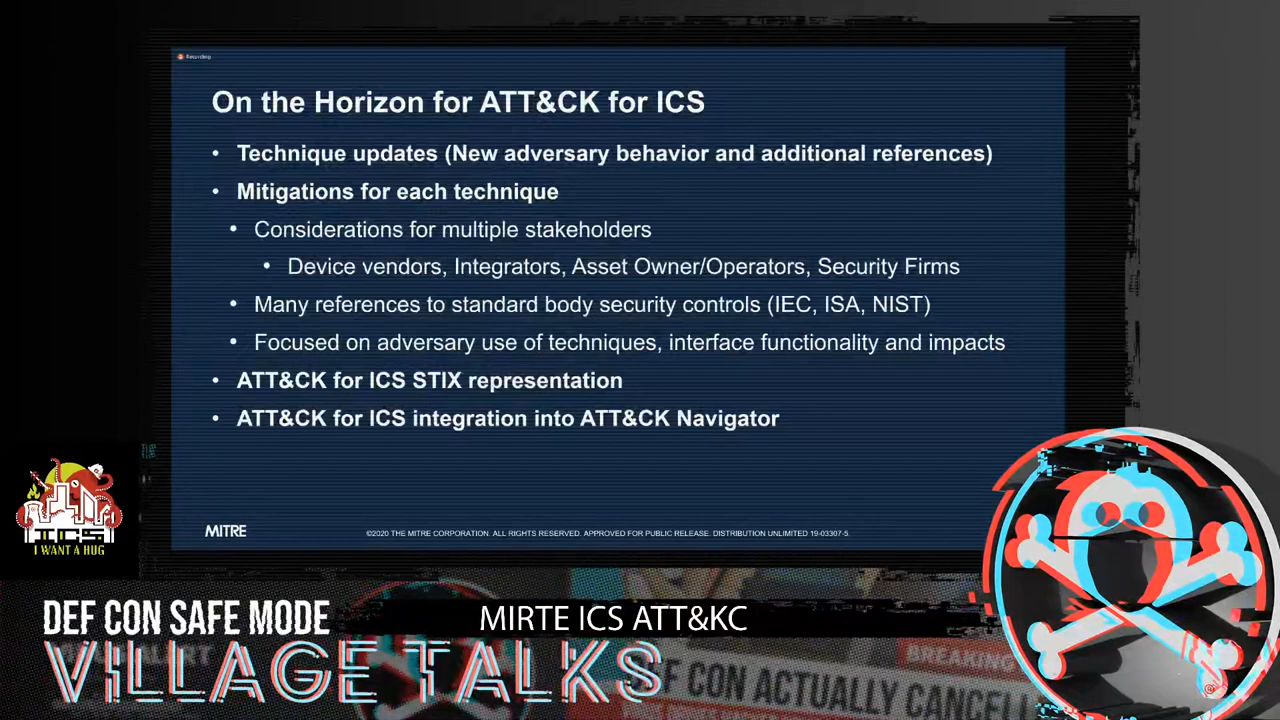 Recording
On the Horizon for ATT&CK for ICS
• Technique updates (New adversary behavior and additional references)
• Mitigations for each technique
• Considerations for multiple stakeholders
• Device vendors, Integrators, Asset Owner/Operators, Security Firms
• Many references to standard body security controls (IEC, ISA, NIST)
• Focused on adversary use of techniques, interface functionality and impacts
• ATT&CK for ICS STIX representation
• ATT&CK for ICS integration into ATT&CK Navigator
MITRE
©2020 THE MITRE CORPORATION. ALL RIGHTS RESERVED. APPROVED FOR PUBLIC RELEASE. DISTRIBUTION UNLIMITED 19-03307-5.
ICS
I WANT A HUG
DEF CON SAFE MODE
MIRTE ICS ATT&KC
VILLAGE TALKS
BREAKING
DEF CON ACTUALLY CANCELL